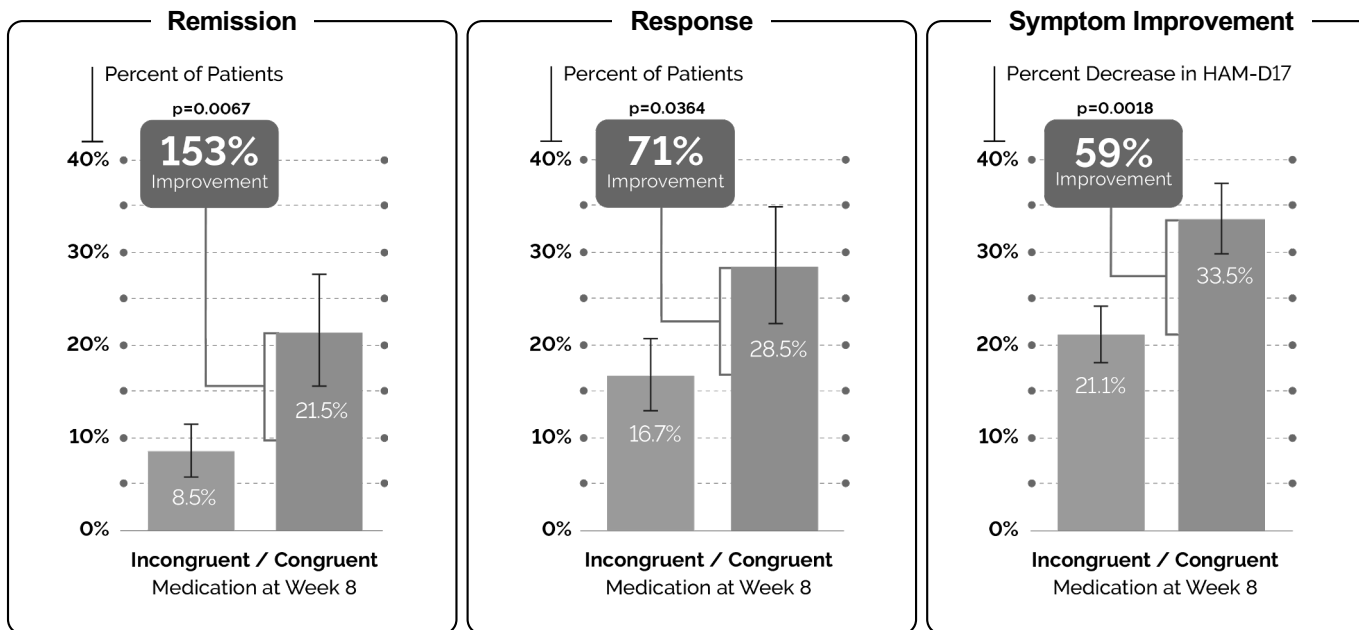 Remission
Percent of Patients
p=0.0067
153%
Improvement
40%
30%
20%
10%
0%
8.5%
21.5%
Incongruent / Congruent
Medication at Week 8
Response
Percent of Patients
p=0.0364
71%
Improvement
40%
30%
20%
10%
0%
16.7%
28.5%
Incongruent / Congruent
Medication at Week 8
Symptom Improvement
Percent Decrease in HAM-D17
p=0.0018
59%
Improvement
40%
30%
20%
10%
0%
21.1%
33.5%
Incongruent / Congruent
Medication at Week 8